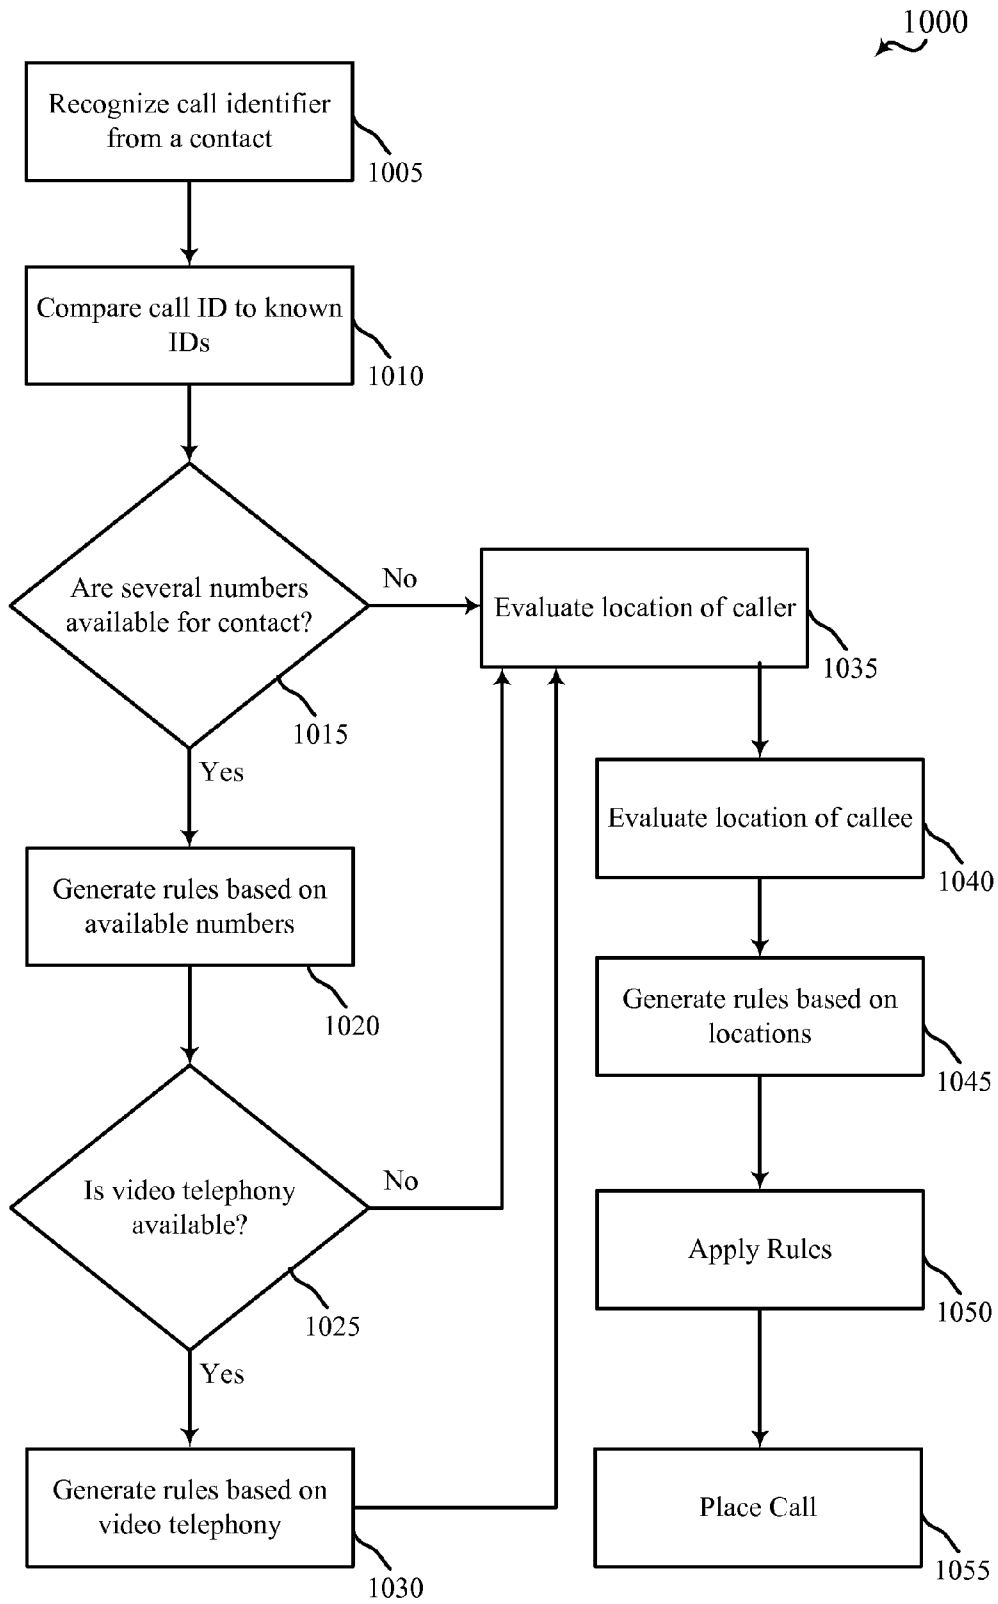 1000
Recognize call identifier
from a contact
1005
Compare call ID to known
IDs
1010
Are several numbers
available for contact?
1015
No
Yes
Generate rules based on
available numbers
1020
Is video telephony
available?
1025
No
Yes
Generate rules based on
video telephony
1030
Evaluate location of caller
1035
Evaluate location of callee
1040
Generate rules based on
locations
1045
Apply Rules
1050
Place Call
1055